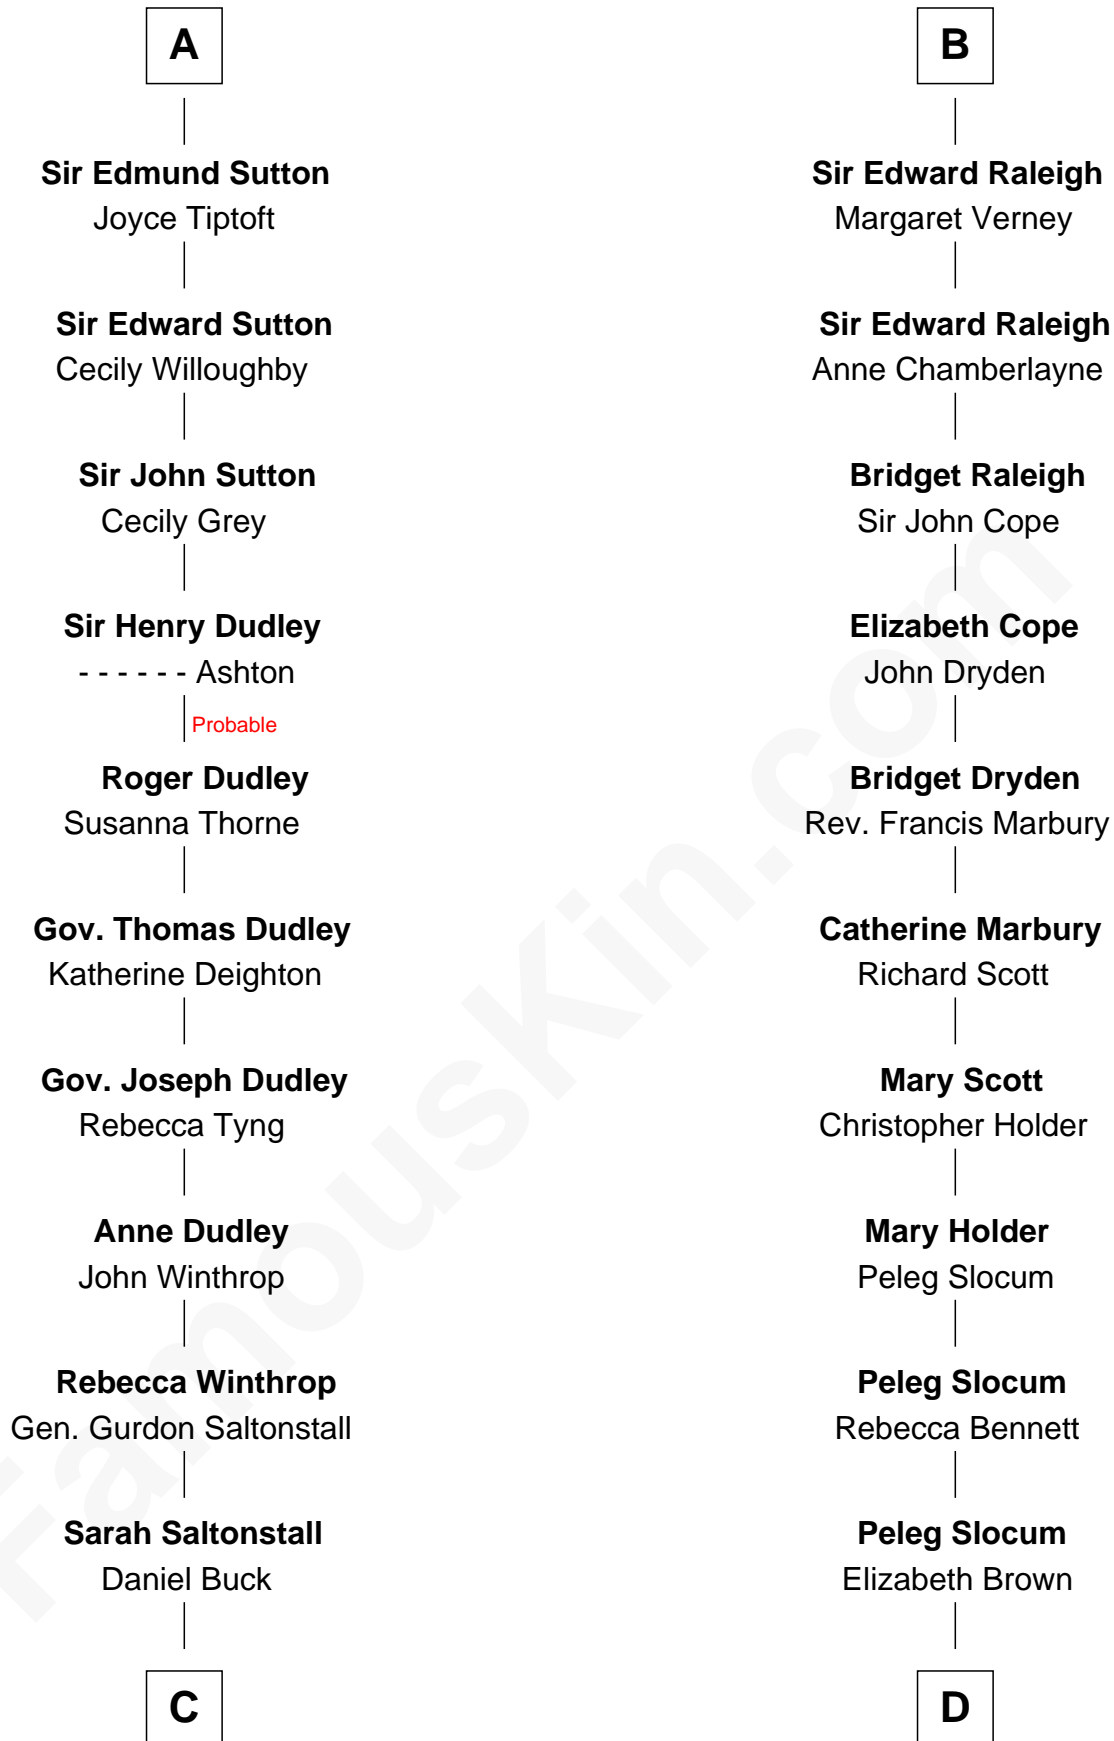 A
Sir Edmund Sutton
Joyce Tiptoft
Sir Edward Sutton
Cecily Willoughby
Sir John Sutton
Cecily Grey
Sir Henry Dudley
- - - - - - Ashton
Probable
Roger Dudley
Susanna Thorne
Gov. Thomas Dudley
Katherine Deighton
Gov. Joseph Dudley
Rebecca Tyng
Anne Dudley
John Winthrop
Rebecca Winthrop
Gen. Gurdon Saltonstall
Sarah Saltonstall
Daniel Buck
C
B
Sir Edward Raleigh
Margaret Verney
Sir Edward Raleigh
Anne Chamberlayne
Bridget Raleigh
Sir John Cope
Elizabeth Cope
John Dryden
Bridget Dryden
Rev. Francis Marbury
Catherine Marbury
Richard Scott
Mary Scott
Christopher Holder
Mary Holder
Peleg Slocum
Peleg Slocum
Rebecca Bennett
Peleg Slocum
Elizabeth Brown
D
FamousKin.com